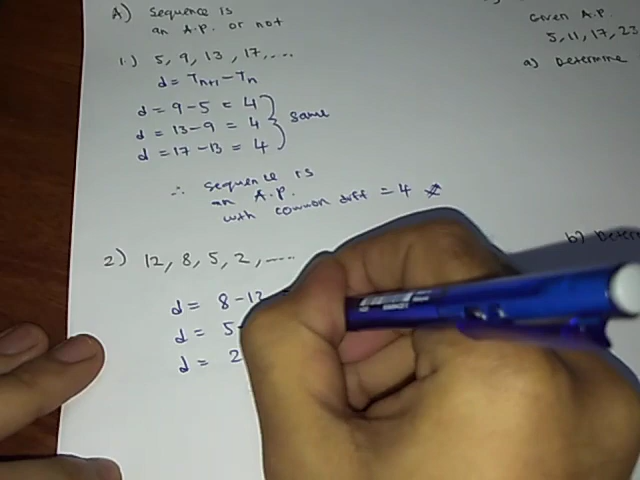 A) Sequence is
an A.P. or not
1.) 5, 9, 13, 17,....
d = Tn+1 - Tn
d = 9-5 = 4
d = 13-9 = 4
d = 17-13 = 4
same
∴ Sequence is
an A.P.
with common diff = 4
2) 12, 8, 5, 2,.....
d = 8-12
d = 5
d = 2
Given A.P.
5, 11, 17, 23
a) Determine
b)